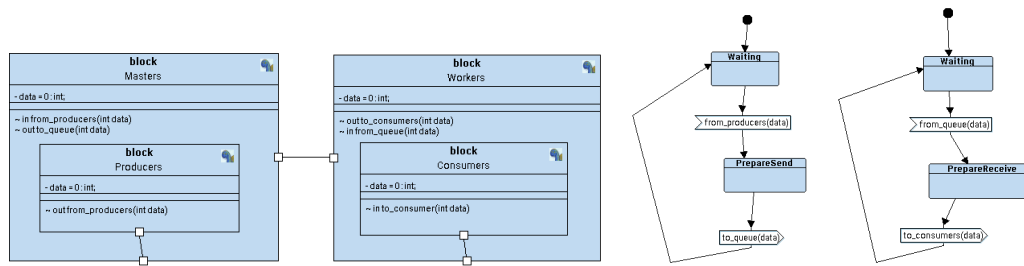 block
Masters
- data = 0 : int;
~ in from_producers(int data)
~ out to_queue(int data)
block
Producers
- data = 0 : int;
~ out from_producers(int data)
block
Workers
- data = 0 : int;
~ out to_consumers(int data)
~ in from_queue(int data)
block
Consumers
- data = 0 : int;
~ in to_consumer(int data)
Waiting
from_producers(data)
PrepareSend
to_queue(data)
Waiting
from_queue(data)
PrepareReceive
to_consumers(data)